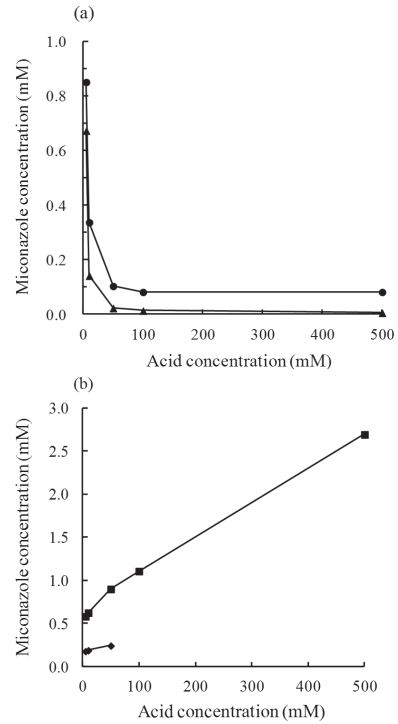 (a)
Miconazole concentration (mM)
1.0
0.8
0.6
0.4
0.2
0.0
0 100 200 300 400 500
Acid concentration (mM)
(b)
Miconazole concentration (mM)
3.0
2.5
2.0
1.5
1.0
0.5
0.0
0 100 200 300 400 500
Acid concentration (mM)